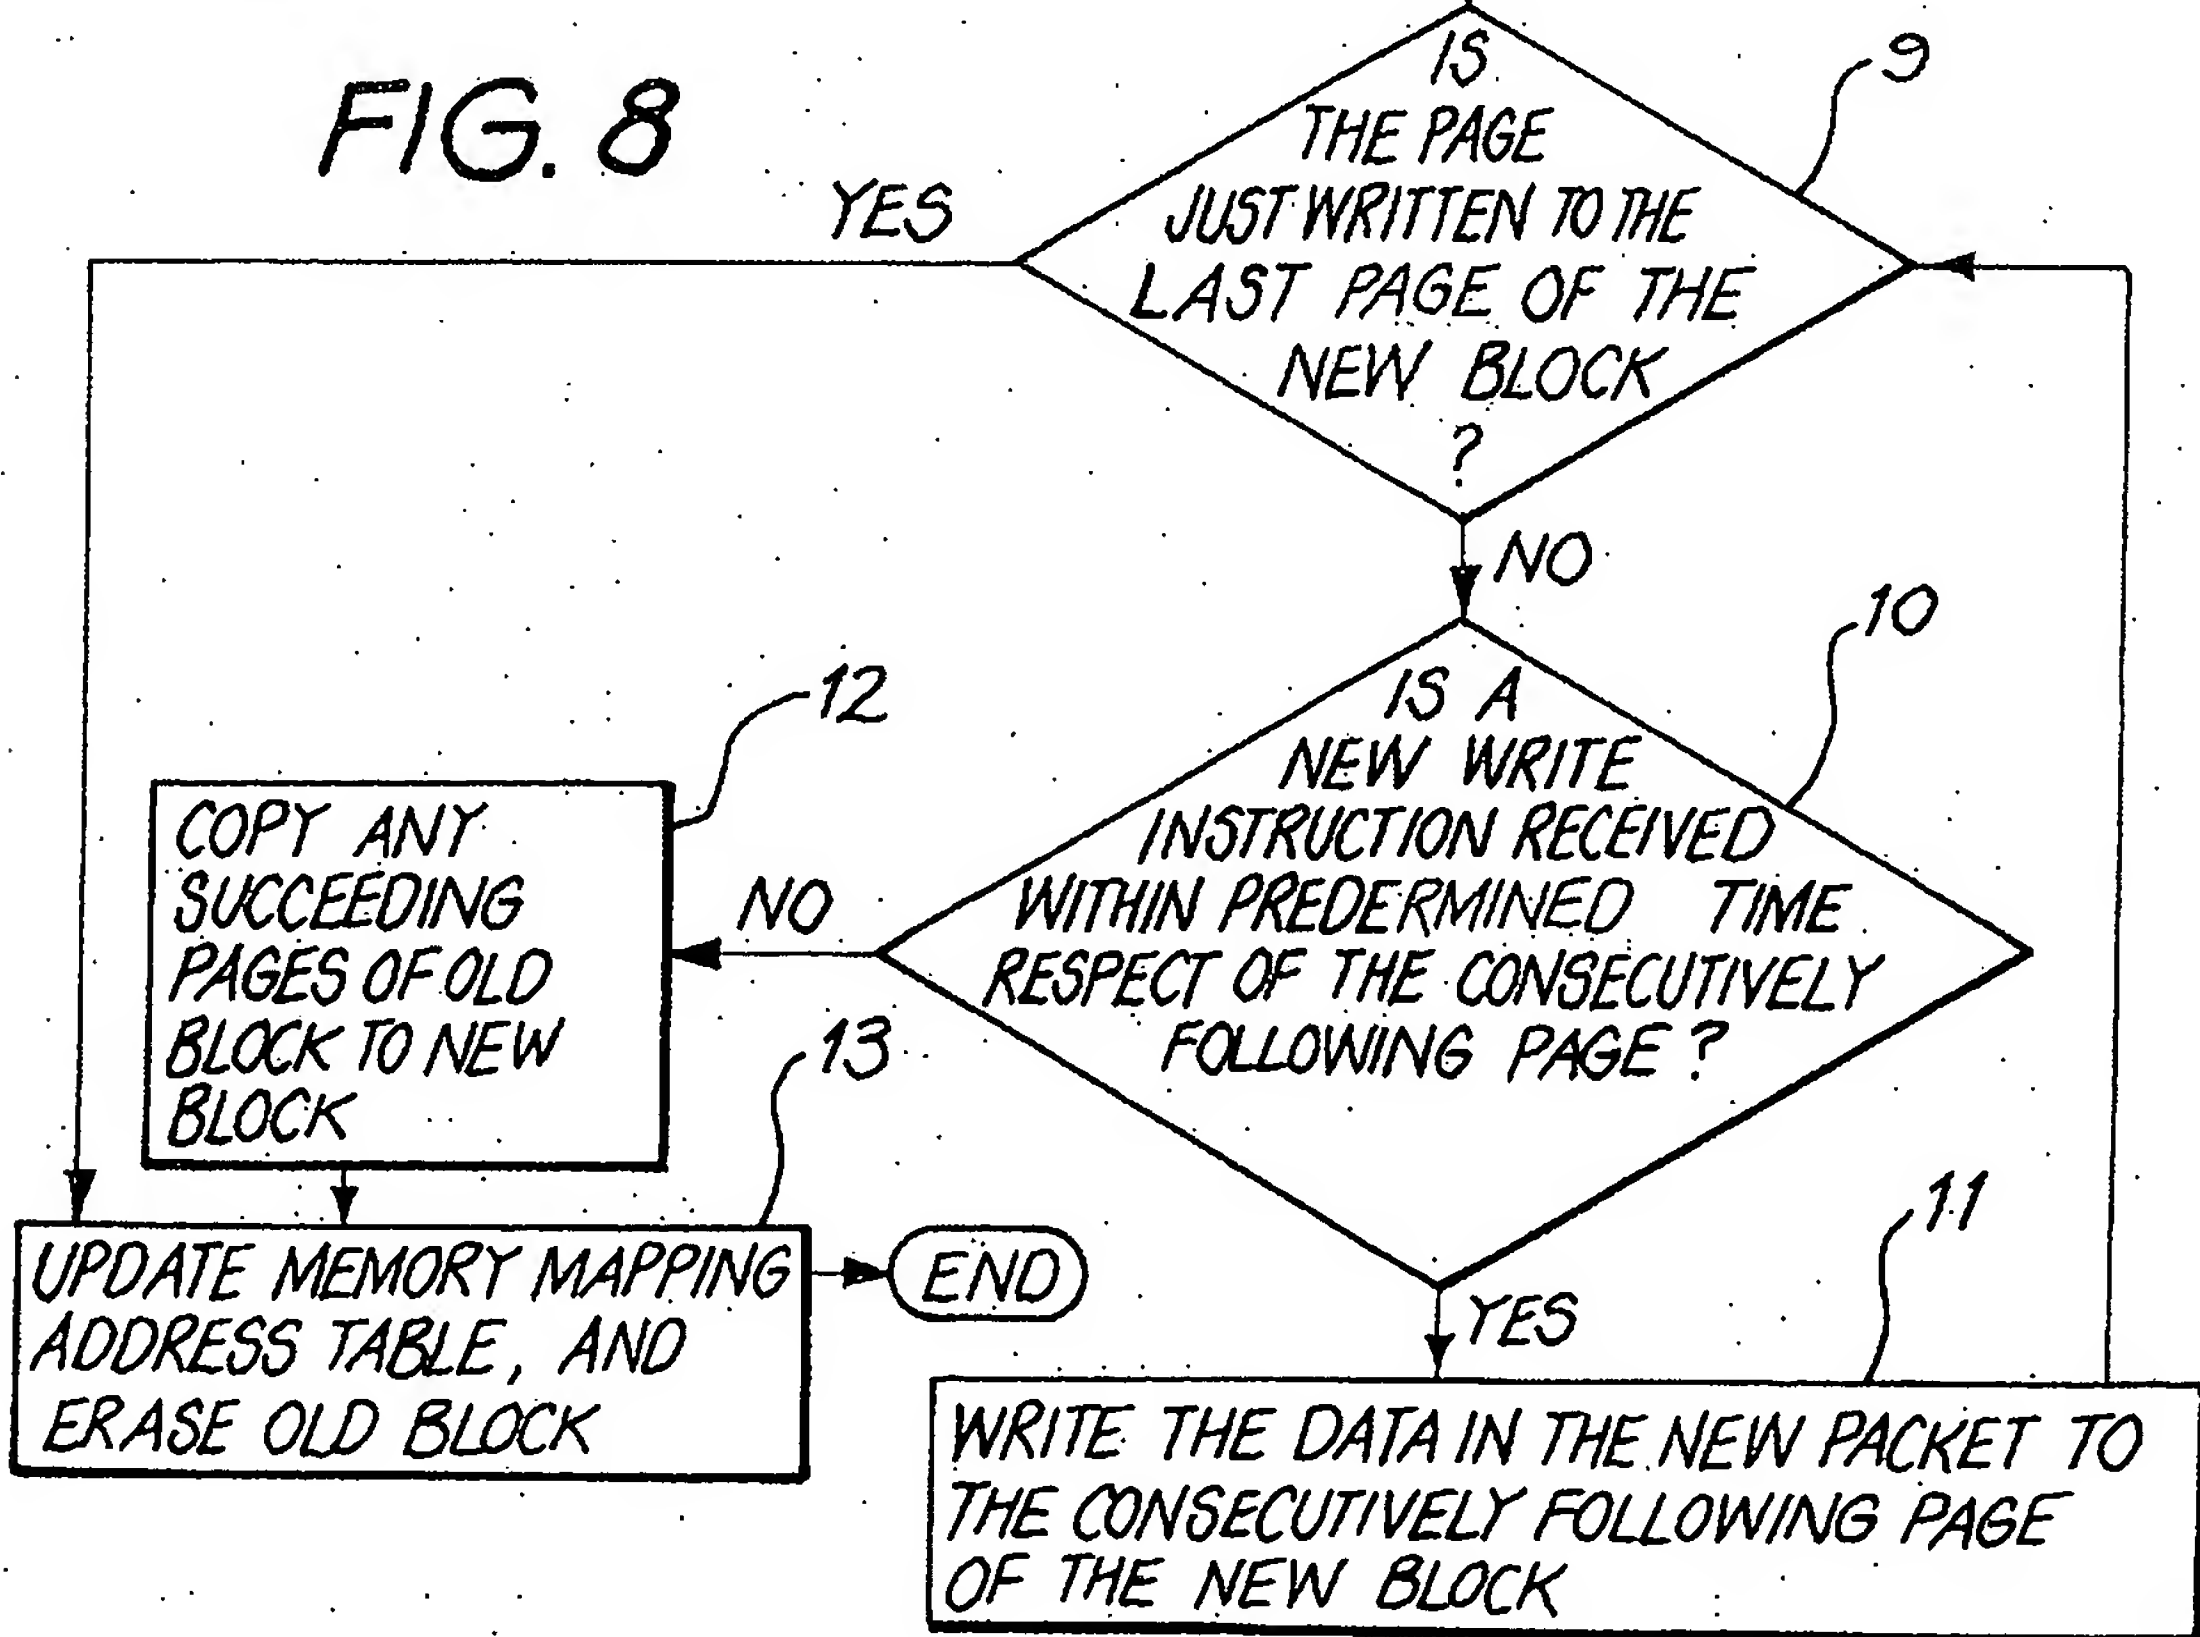 FIG. 8
IS
THE PAGE
JUST WRITTEN TO THE
LAST PAGE OF THE
NEW BLOCK
?
9
YES
NO
10
IS A
NEW WRITE
INSTRUCTION RECEIVED
WITHIN PREDERMINED TIME
RESPECT OF THE CONSECUTIVELY
FOLLOWING PAGE?
NO
12
COPY ANY
SUCCEEDING
PAGES OF OLD
BLOCK TO NEW
BLOCK
13
UPDATE MEMORY MAPPING
ADDRESS TABLE, AND
ERASE OLD BLOCK
END
YES
11
WRITE THE DATA IN THE NEW PACKET TO
THE CONSECUTIVELY FOLLOWING PAGE
OF THE NEW BLOCK